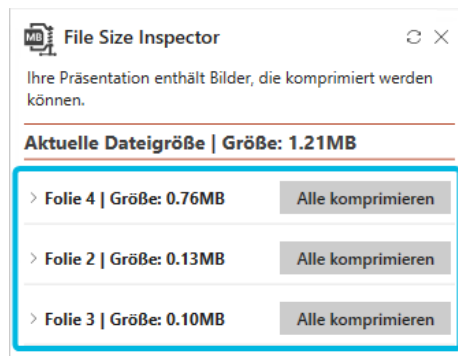 MB
File Size Inspector
Ihre Präsentation enthält Bilder, die komprimiert werden
können.
Aktuelle Dateigröße | Größe: 1.21MB
Folie 4 | Größe: 0.76MB Alle komprimieren
Folie 2 | Größe: 0.13MB Alle komprimieren
Folie 3 | Größe: 0.10MB Alle komprimieren